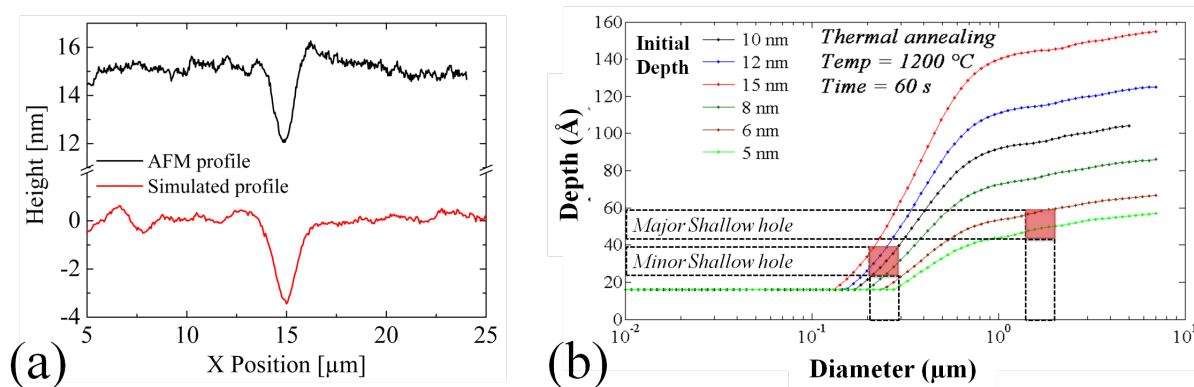 (a)
Height [nm]
16
14
12
0
-2
-4
AFM profile
Simulated profile
5
10
15
20
25
X Position [µm]
(b)
Depth (Å)
160
140
120
100
80
60
40
20
0
Initial
Depth
10 nm
12 nm
15 nm
8 nm
6 nm
5 nm
Thermal annealing
Temp = 1200 °C
Time = 60 s
Major Shallow hole
Minor Shallow hole
10⁻²
10⁻¹
10⁰
10¹
Diameter (µm)